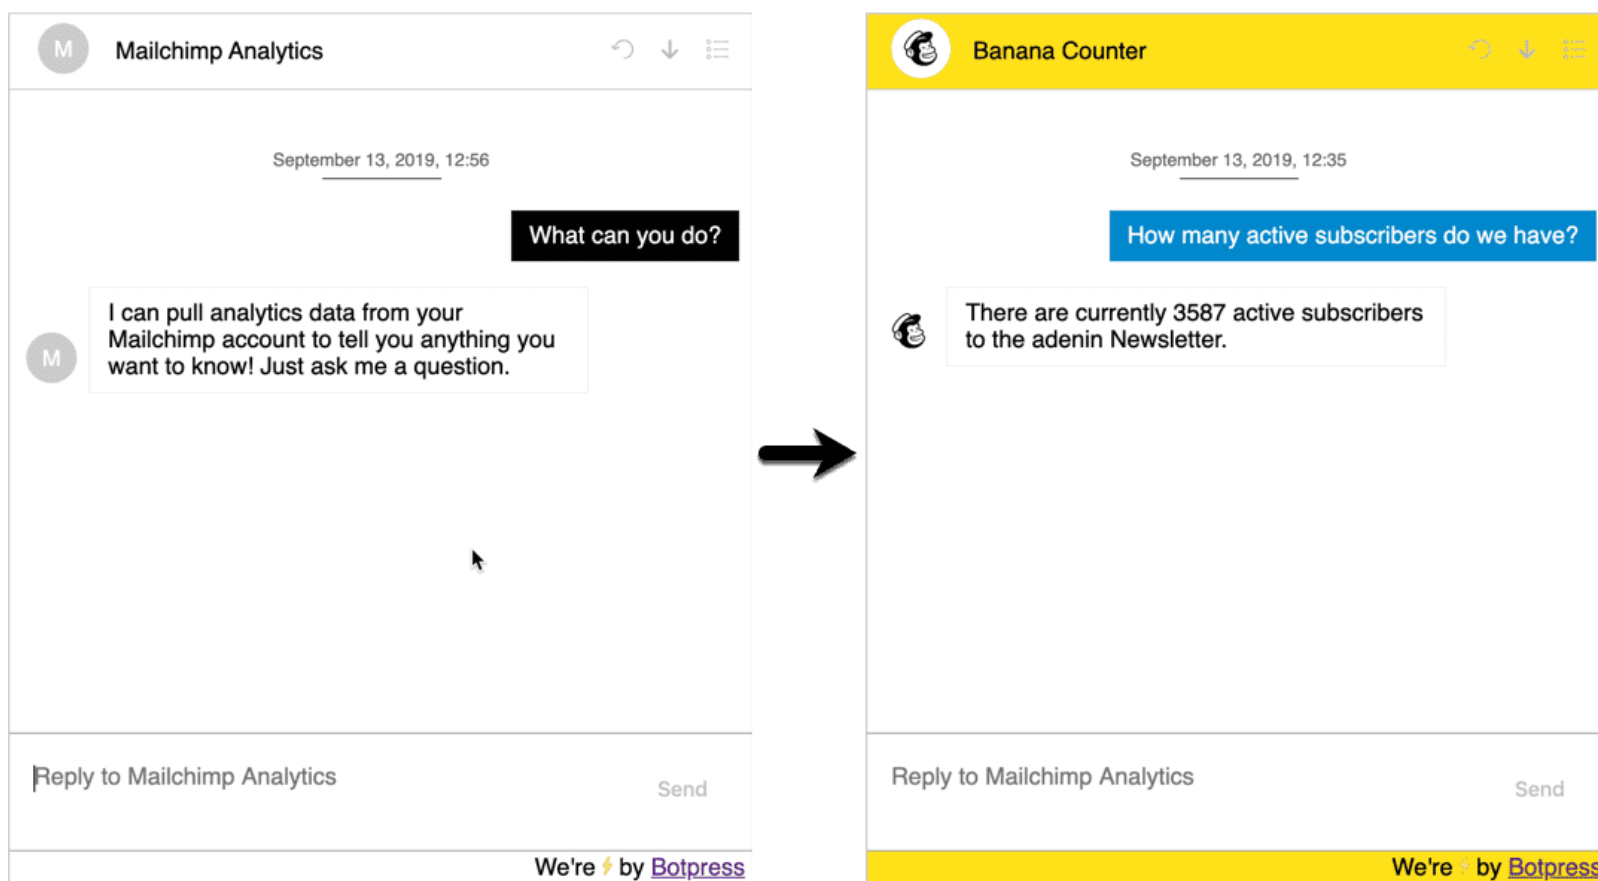 M
Mailchimp Analytics
September 13, 2019, 12:56
What can you do?
M
I can pull analytics data from your
Mailchimp account to tell you anything you
want to know! Just ask me a question.
Reply to Mailchimp Analytics
Send
We're⚡by Botpress
Banana Counter
September 13, 2019, 12:35
How many active subscribers do we have?
There are currently 3587 active subscribers
to the adenin Newsletter.
Reply to Mailchimp Analytics
Send
We're⚡by Botpress